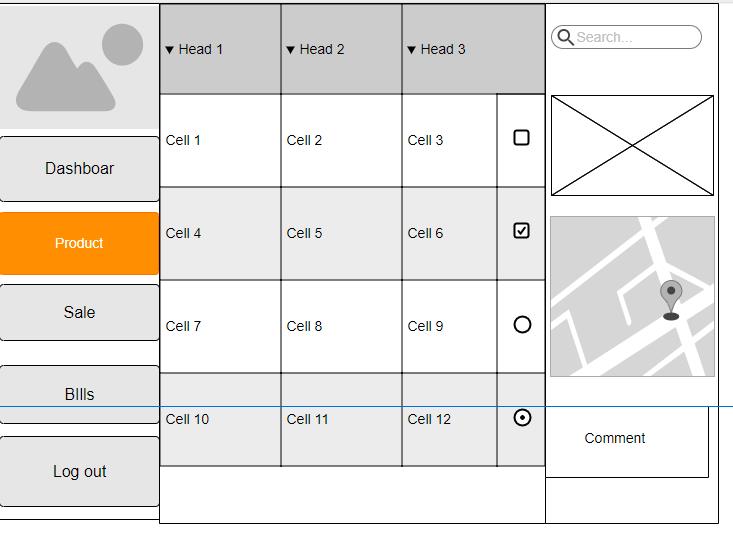 Dashboar
Product
Sale
BIlls
Log out
▼ Head 1 ▼ Head 2 ▼ Head 3
Cell 1 Cell 2 Cell 3
Cell 4 Cell 5 Cell 6
Cell 7 Cell 8 Cell 9
Cell 10 Cell 11 Cell 12
Search...
Comment